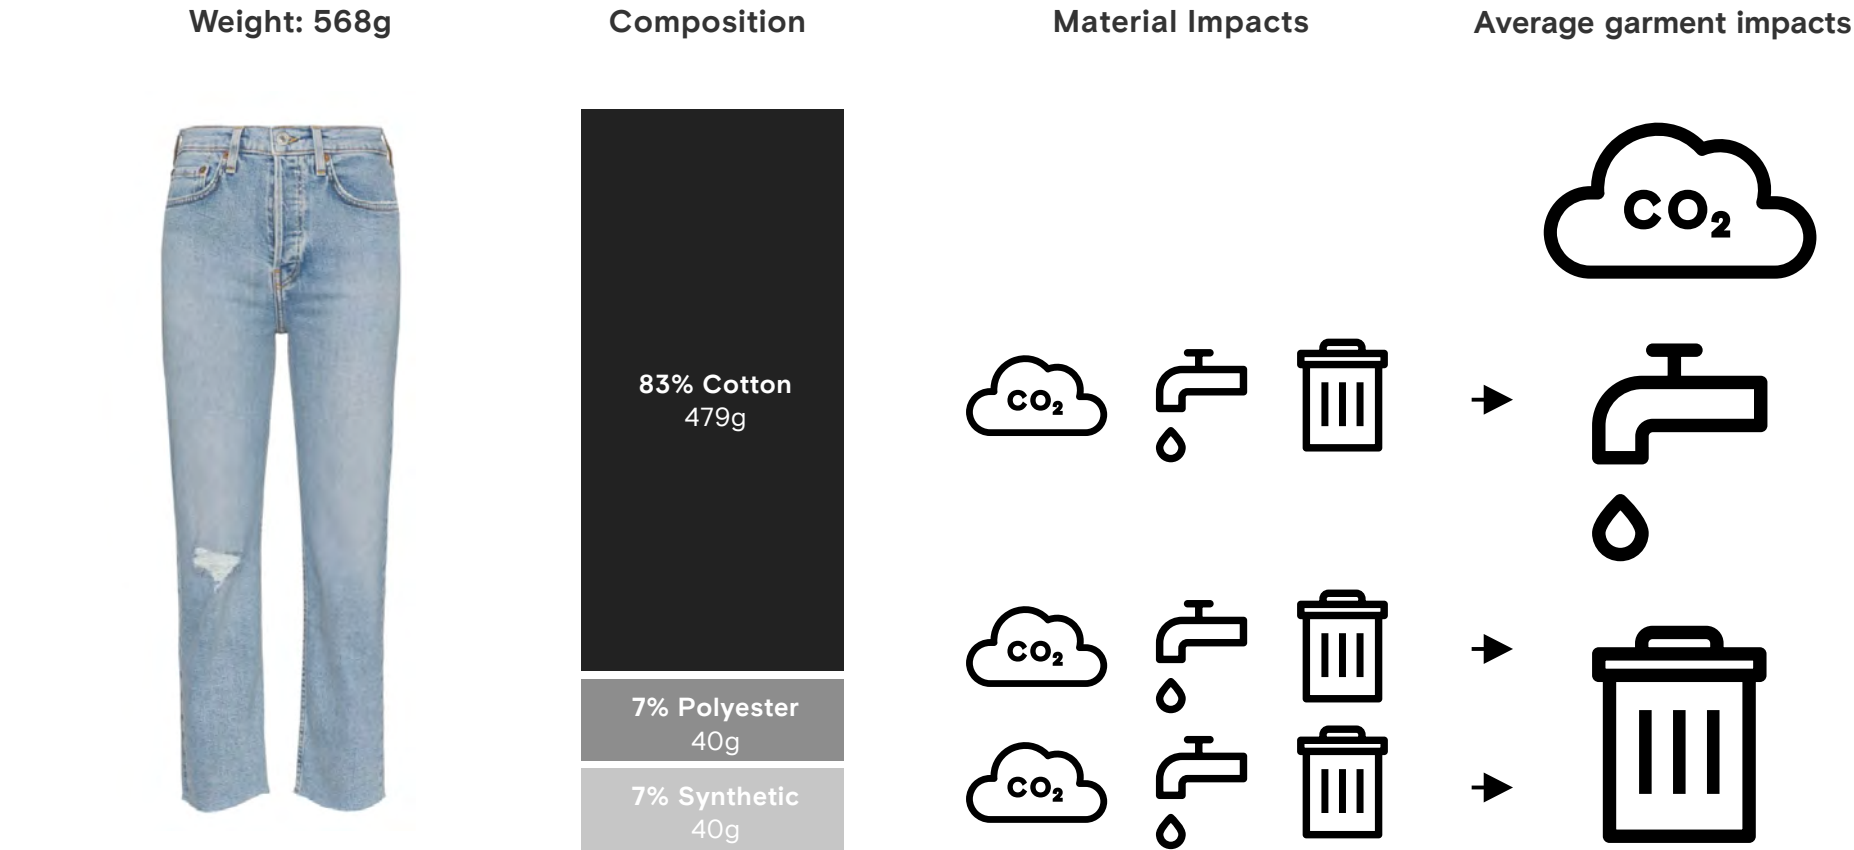 Weight: 568g
Composition
Material Impacts
Average garment impacts
CO₂
83% Cotton
479g
CO₂
7% Polyester
40g
CO₂
7% Synthetic
40g
CO₂